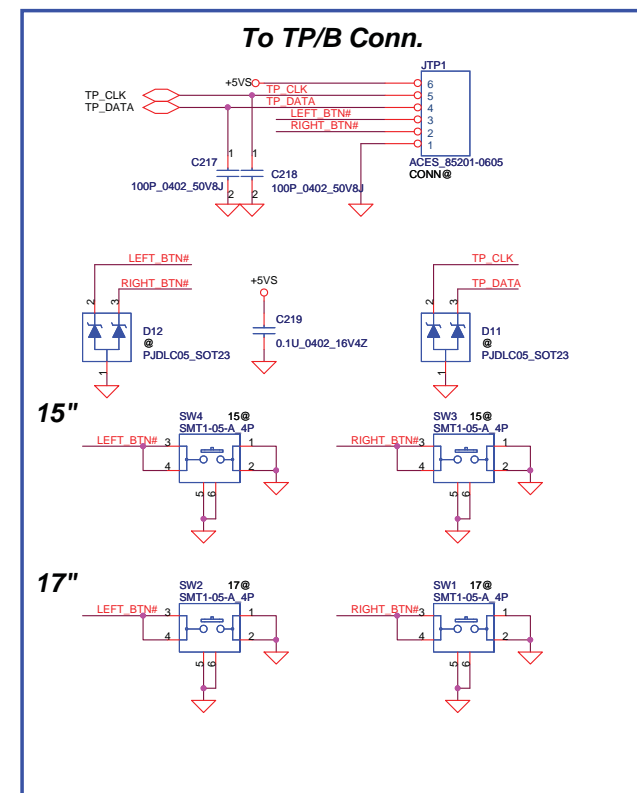 To TP/B Conn.
JTP1
+5VS
6
TP_CLK
TP_CLK
5
TP_DATA
TP_DATA
4
LEFT_BTN#
3
RIGHT_BTN#
2
1
C217
1
1
C218
ACES_85201-0605
CONN@
100P_0402_50V8J
100P_0402_50V8J
2
2
LEFT_BTN#
RIGHT_BTN#
2
3
D12
@
PJDLC05_SOT23
1
+5VS
C219
0.1U_0402_16V4Z
TP_CLK
TP_DATA
2
3
D11
@
PJDLC05_SOT23
1
15"
SW4 15@
SMT1-05-A_4P
LEFT_BTN#
3
1
4
2
5
6
SW3 15@
SMT1-05-A_4P
RIGHT_BTN#
3
1
4
2
5
6
17"
SW2 17@
SMT1-05-A_4P
LEFT_BTN#
3
1
4
2
5
6
SW1 17@
SMT1-05-A_4P
RIGHT_BTN#
3
1
4
2
5
6